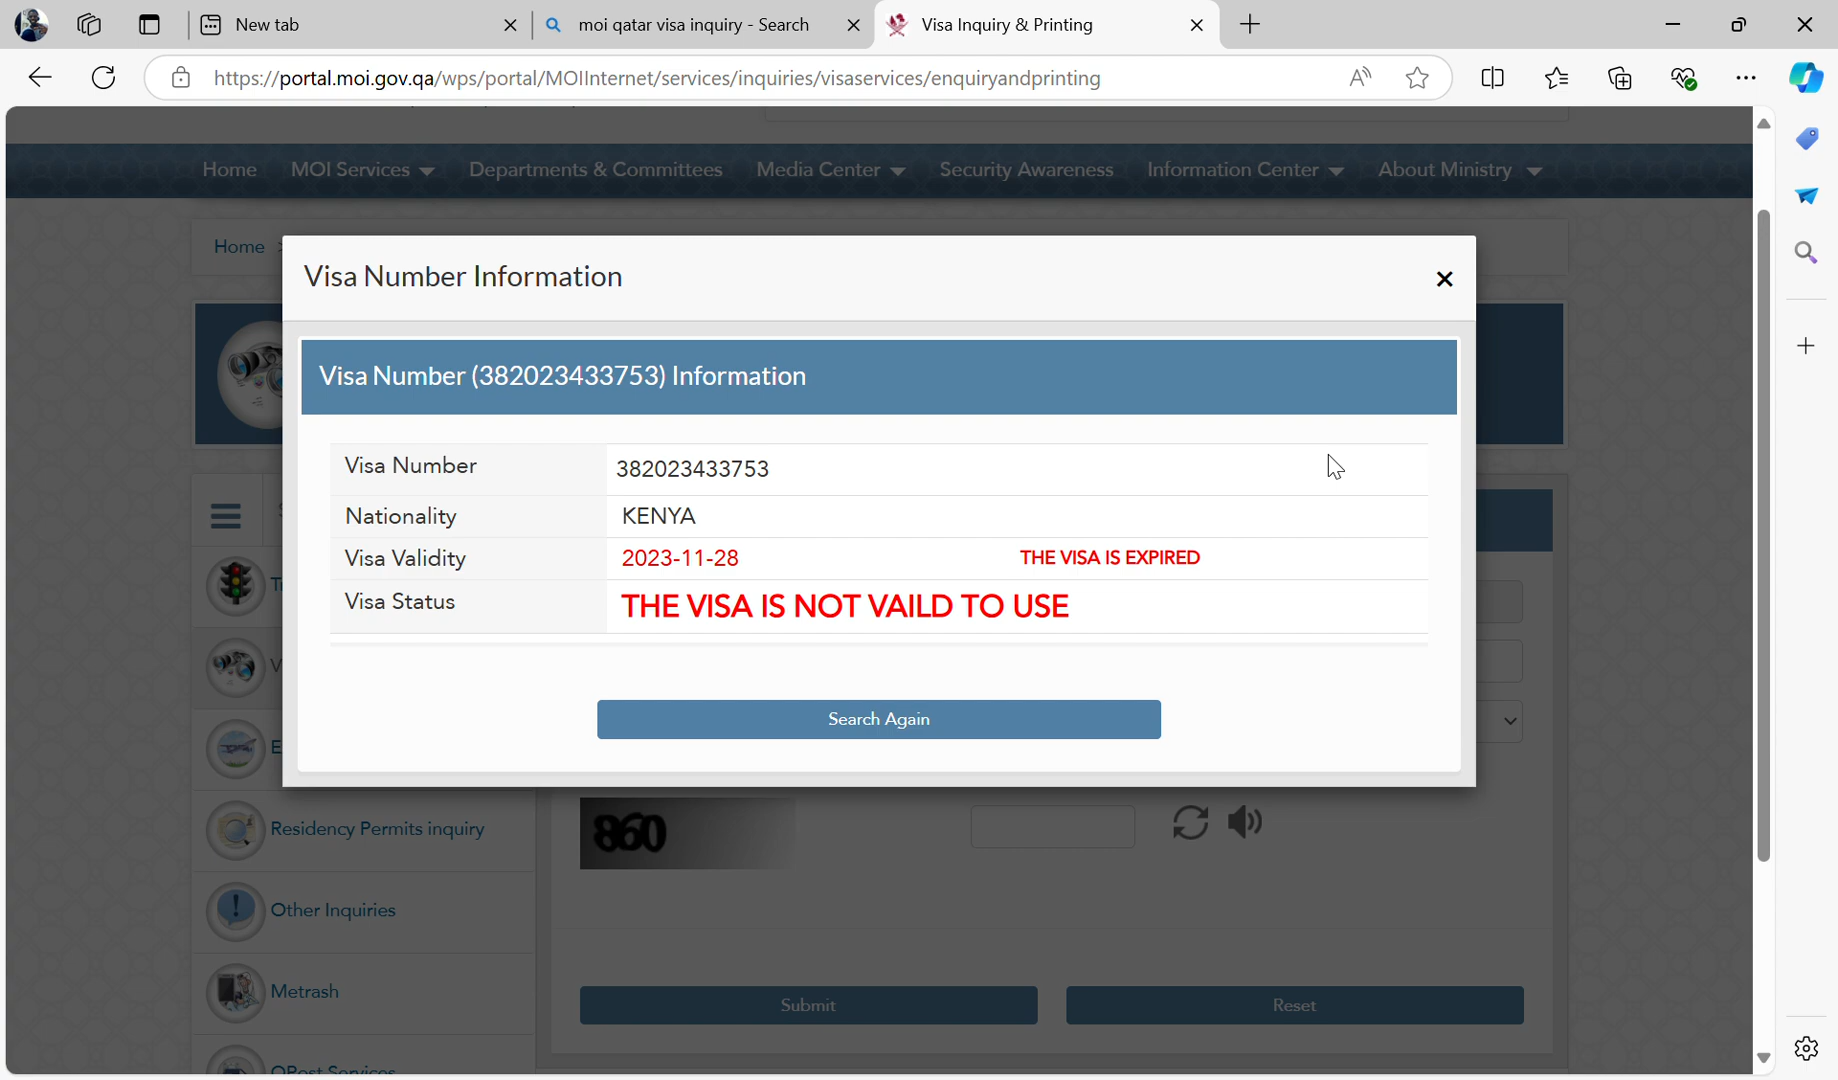 New tab
moi qatar visa inquiry - Search
Visa Inquiry & Printing
https://portal.moi.gov.qa/wps/portal/MOIInternet/services/inquiries/visaservices/enquiryandprinting
Home MOI Services Departments & Committees Media Center Security Awareness Information Center About Ministry
Home
Visa Number Information
Visa Number (382023433753) Information
Visa Number 382023433753
Nationality KENYA
Visa Validity 2023-11-28 THE VISA IS EXPIRED
Visa Status THE VISA IS NOT VAILD TO USE
Search Again
860
Residency Permits inquiry
Other Inquiries
Metrash
Submit Reset
QPost Services